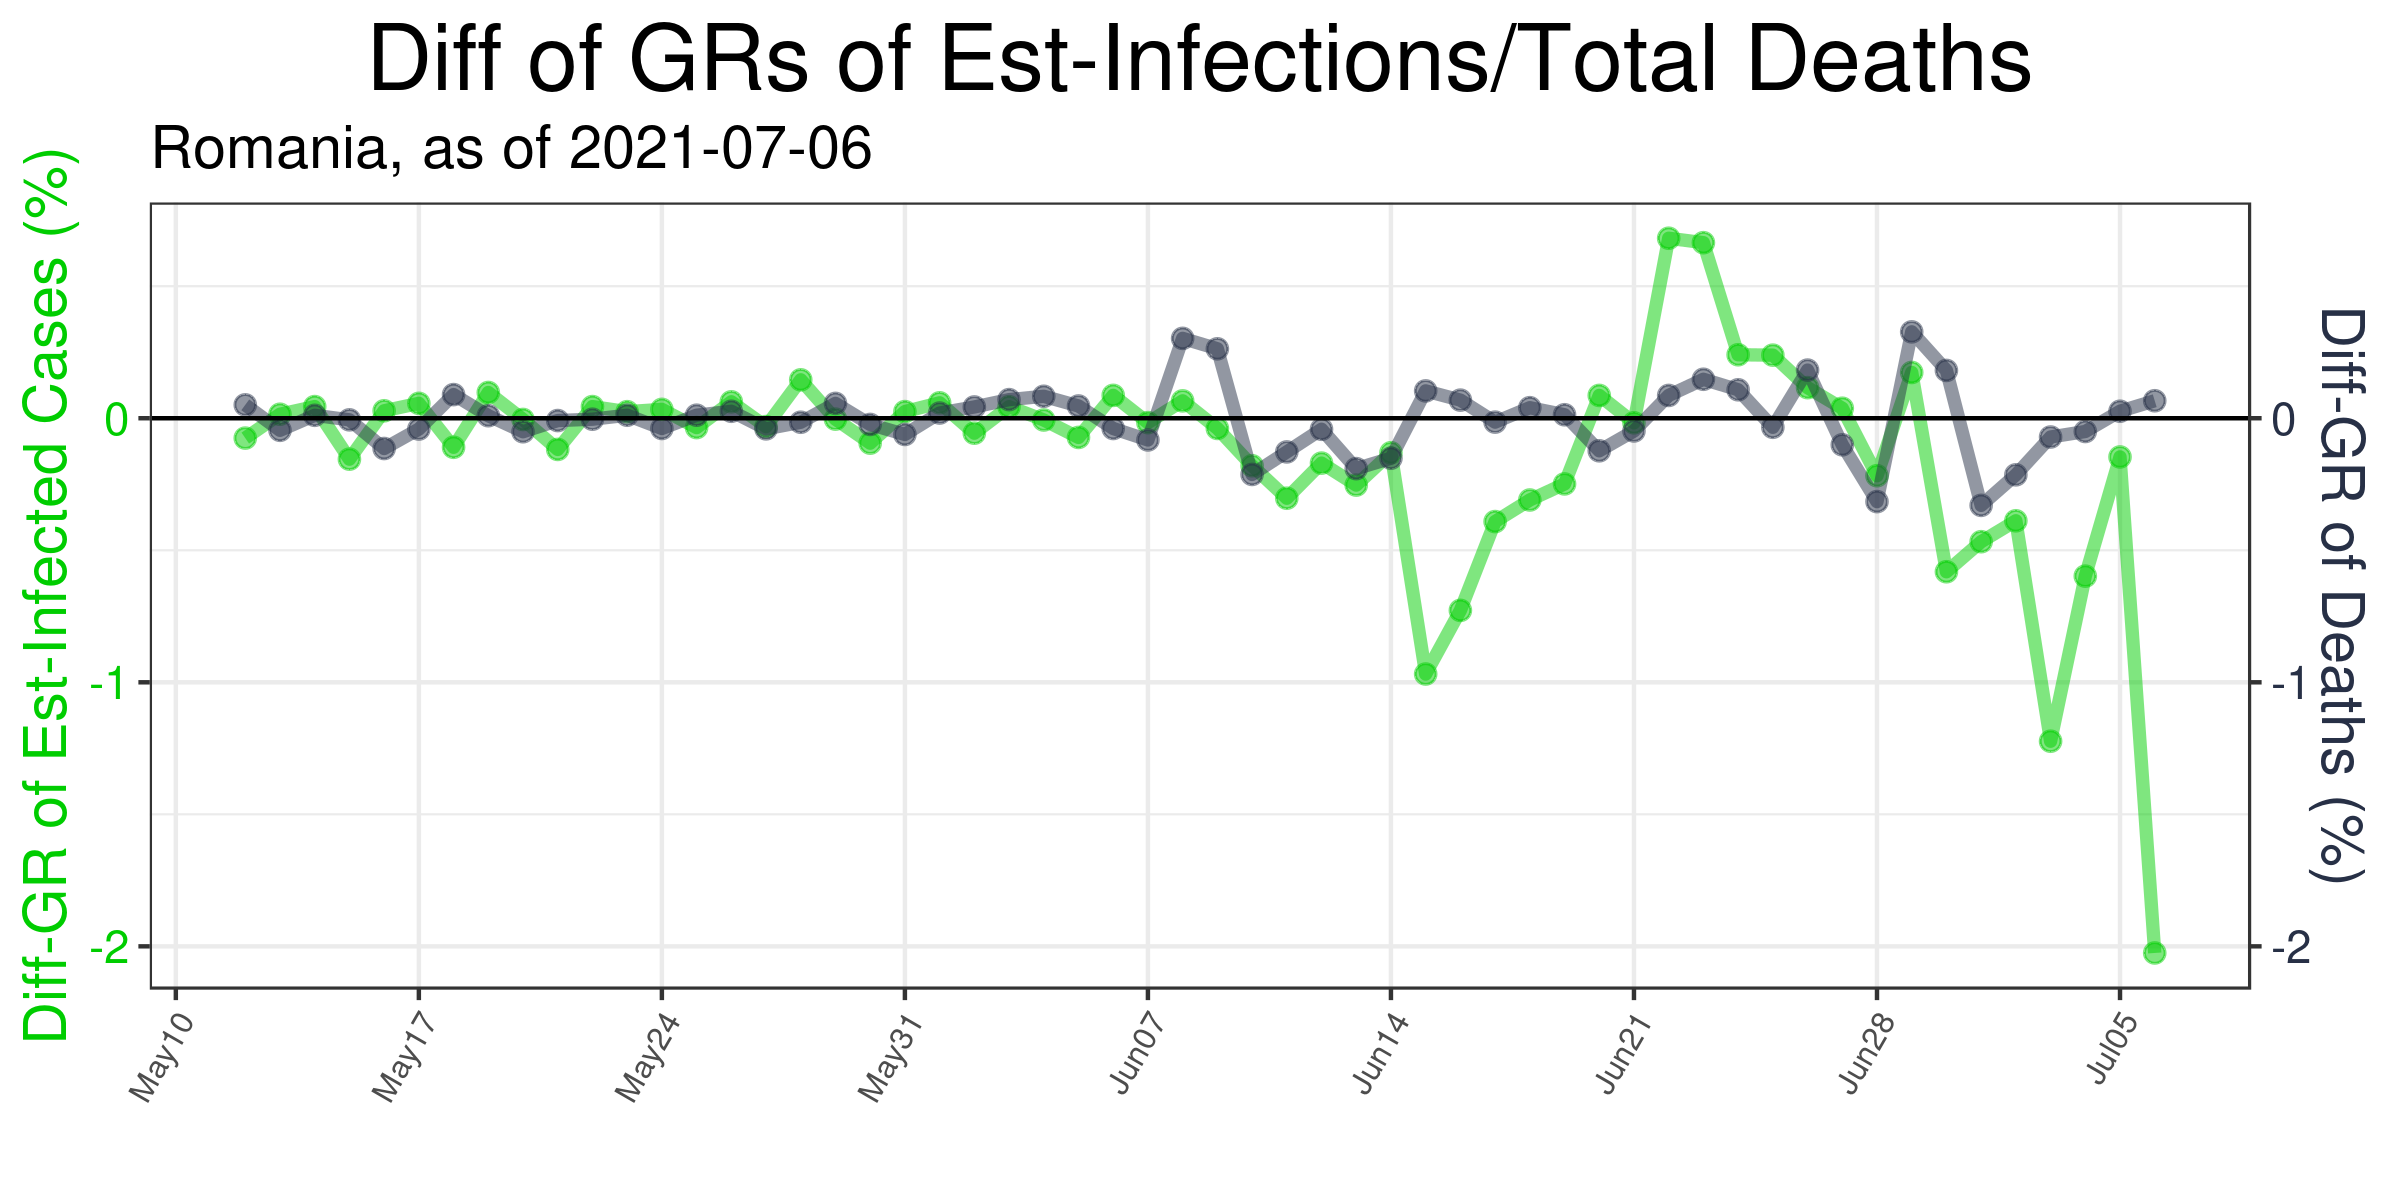 Diff of GRs of Est-Infections/Total Deaths
Romania, as of 2021-07-06
Diff-GR of Est-Infected Cases (%)
0
-1
-2
0
-1
-2
Diff-GR of Deaths (%)
May10
May17
May24
May31
Jun07
Jun14
Jun21
Jun28
Jul05